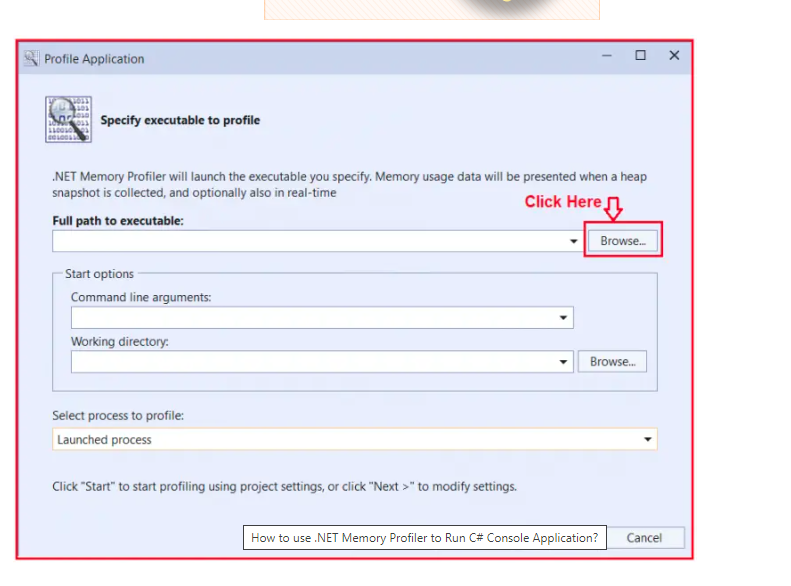 Profile Application
Specify executable to profile
.NET Memory Profiler will launch the executable you specify. Memory usage data will be presented when a heap
snapshot is collected, and optionally also in real-time
Click Here
Full path to executable:
Browse...
Start options
Command line arguments:
Working directory:
Browse...
Select process to profile:
Launched process
Click "Start" to start profiling using project settings, or click "Next >" to modify settings.
How to use .NET Memory Profiler to Run C# Console Application?
Cancel